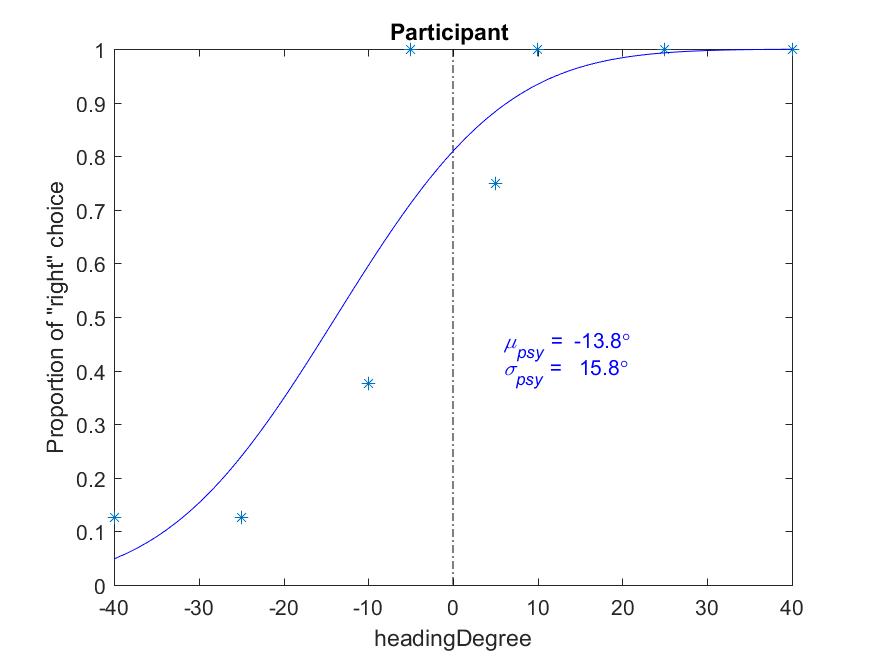 Participant
Proportion of "right" choice
1
0.9
0.8
0.7
0.6
0.5
0.4
0.3
0.2
0.1
0
μpsy = -13.8°
σpsy = 15.8°
-40 -30 -20 -10 0 10 20 30 40
headingDegree